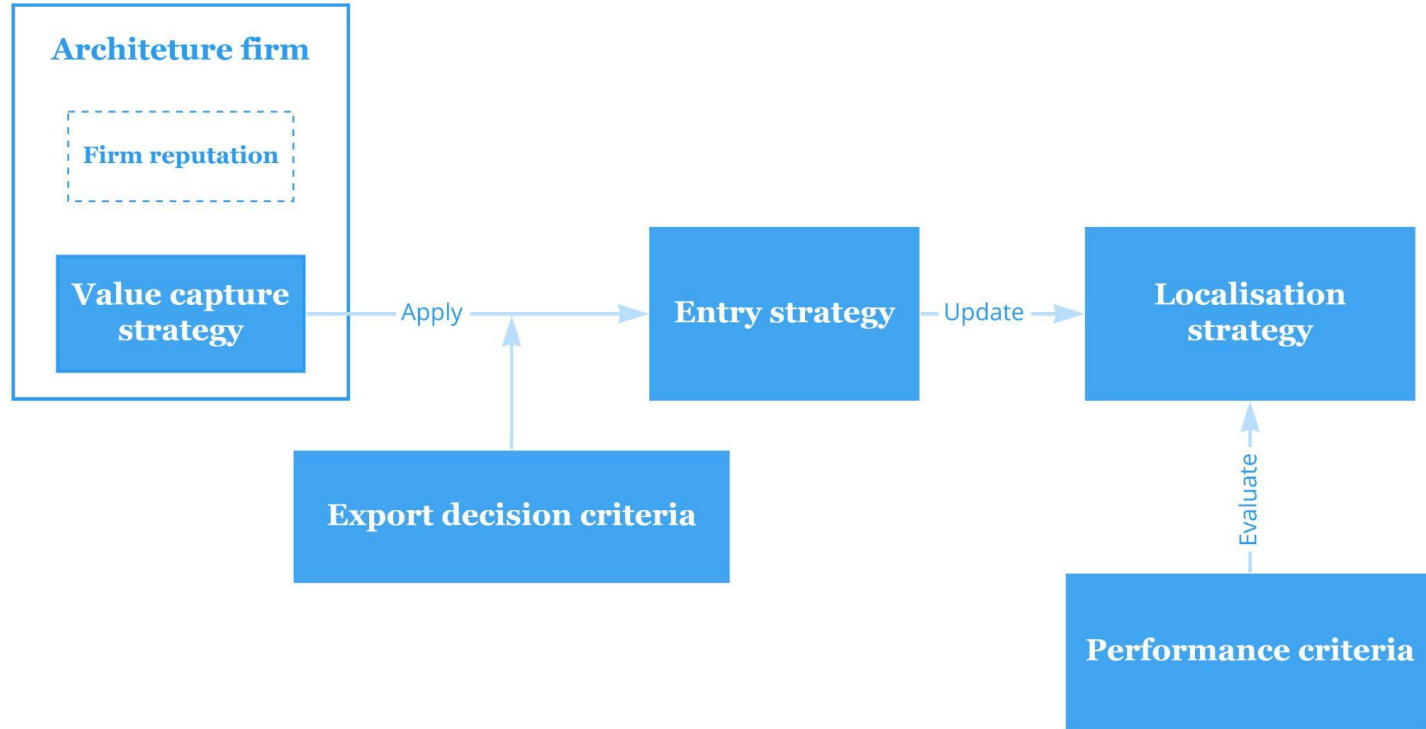 Architeture firm
Firm reputation
Value capture
strategy
Apply
Entry strategy
Update
Localisation
strategy
Export decision criteria
Evaluate
Performance criteria